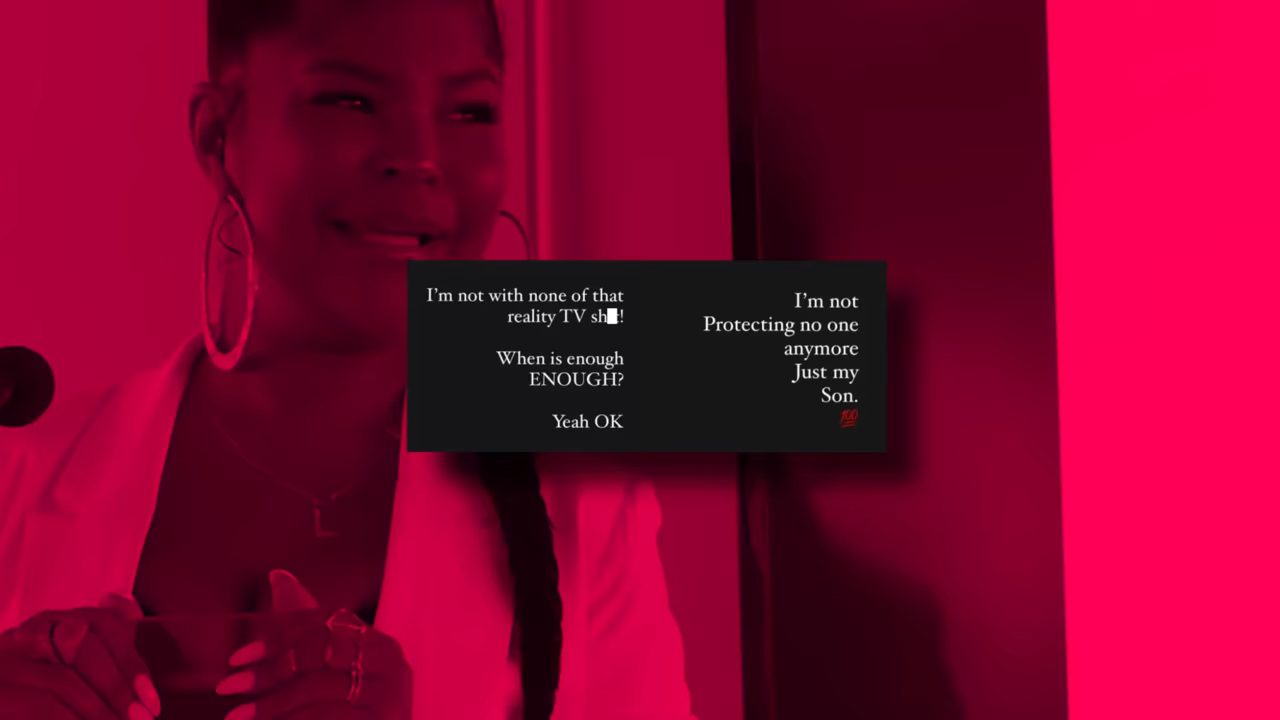 I'm not with none of that
reality TV sh t!
When is enough
ENOUGH?
Yeah OK
I'm not
Protecting no one
anymore
Just my
Son.
💯
L